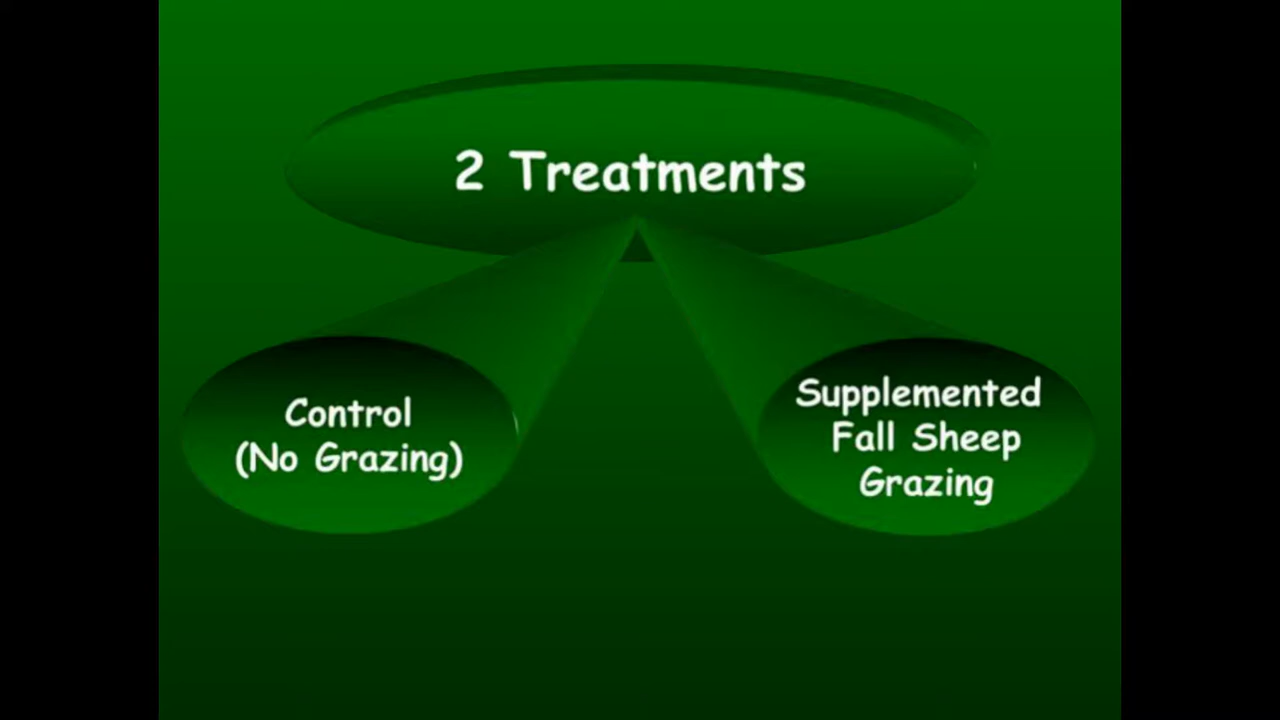 2 Treatments
Control
(No Grazing)
Supplemented
Fall Sheep
Grazing